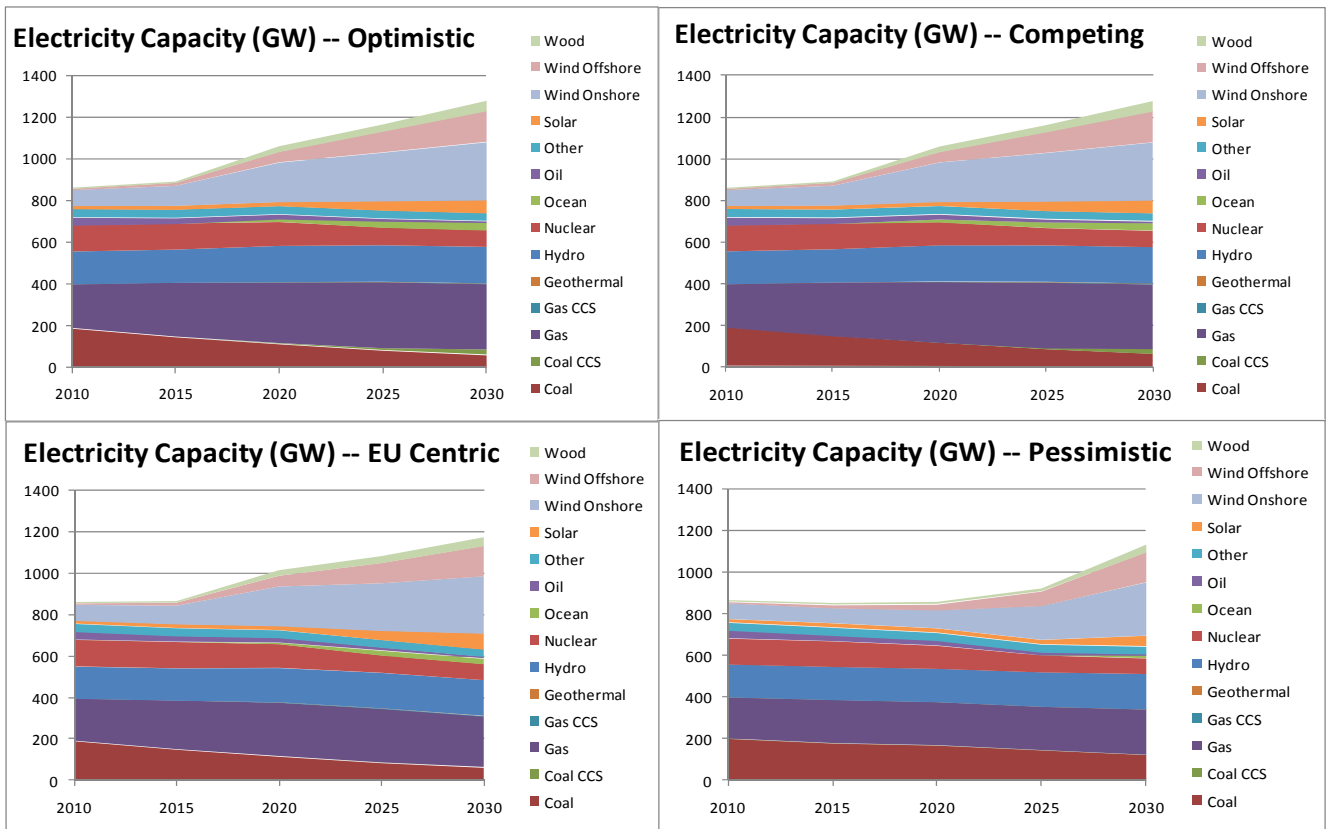 Electricity Capacity (GW) -- Optimistic
1400
1200
1000
800
600
400
200
0
2010 2015 2020 2025 2030
Wood
Wind Offshore
Wind Onshore
Solar
Other
Oil
Ocean
Nuclear
Hydro
Geothermal
Gas CCS
Gas
Coal CCS
Coal
Electricity Capacity (GW) -- Competing
1400
1200
1000
800
600
400
200
0
2010 2015 2020 2025 2030
Wood
Wind Offshore
Wind Onshore
Solar
Other
Oil
Ocean
Nuclear
Hydro
Geothermal
Gas CCS
Gas
Coal CCS
Coal
Electricity Capacity (GW) -- EU Centric
1400
1200
1000
800
600
400
200
0
2010 2015 2020 2025 2030
Wood
Wind Offshore
Wind Onshore
Solar
Other
Oil
Ocean
Nuclear
Hydro
Geothermal
Gas CCS
Gas
Coal CCS
Coal
Electricity Capacity (GW) -- Pessimistic
1400
1200
1000
800
600
400
200
0
2010 2015 2020 2025 2030
Wood
Wind Offshore
Wind Onshore
Solar
Other
Oil
Ocean
Nuclear
Hydro
Geothermal
Gas CCS
Gas
Coal CCS
Coal